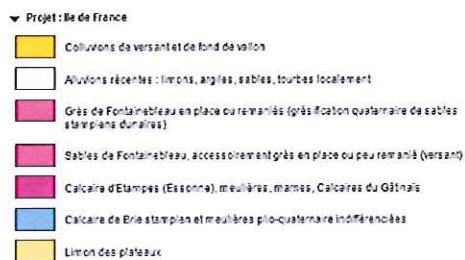 Projet : Ile de France
Colluvions de versant et de fond de vallon
Alluvions récentes : limons, argiles, sables, tourbes localement
Grès de Fontainebleau en place ou remaniés (grésification quaternaire de sables
stampiens dunaires)
Sables de Fontainebleau, accessoirement grès en place ou peu remanié (versant)
Calcaire d'Etampes (Essonne), meulières, marnes, Calcaires du Gâtinais
Calcaire de Brie stampien et meulières plio-quaternaire indifférenciées
Limon des plateaux